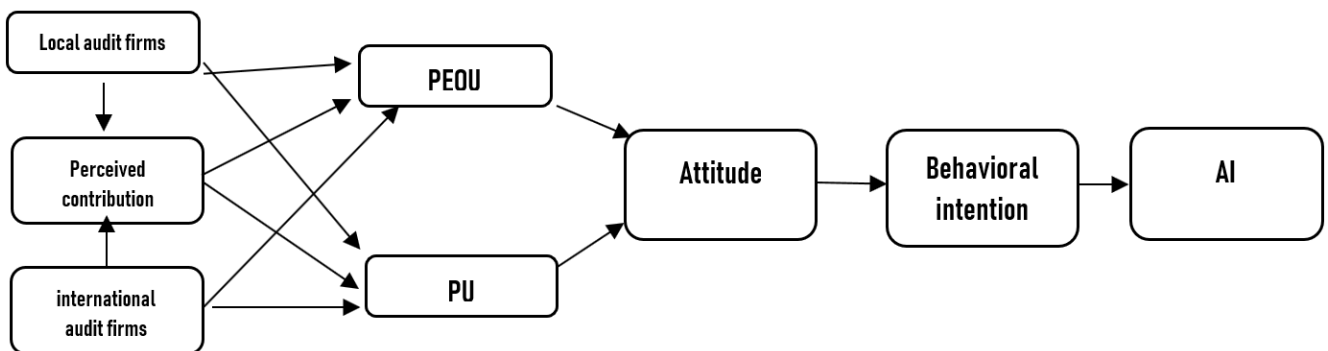 Local audit firms
PEOU
Perceived
contribution
Attitude
Behavioral
intention
AI
international
audit firms
PU